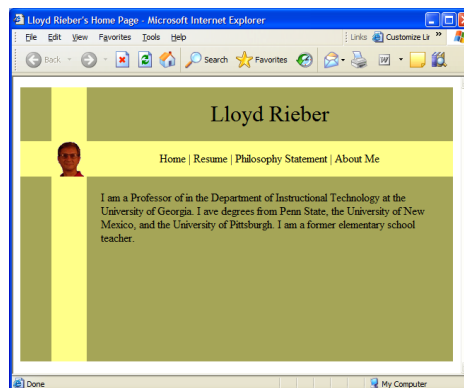 Lloyd Rieber's Home Page - Microsoft Internet Explorer
File Edit View Favorites Tools Help Links Customize Lir »
Back Search Favorites W
Lloyd Rieber
Home | Resume | Philosophy Statement | About Me
I am a Professor of in the Department of Instructional Technology at the
University of Georgia. I ave degrees from Penn State, the University of New
Mexico, and the University of Pittsburgh. I am a former elementary school
teacher.
Done My Computer